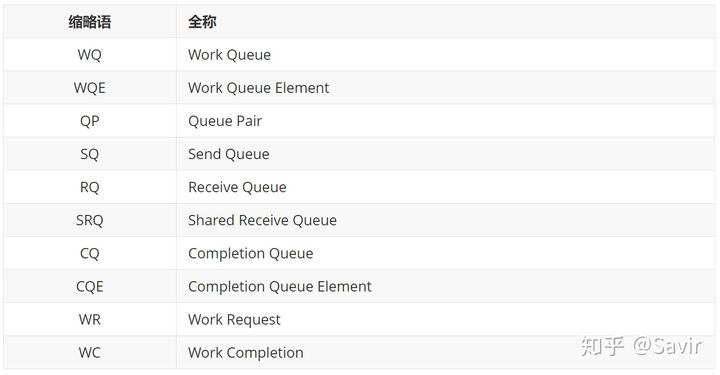 缩略语 全称
WQ Work Queue
WQE Work Queue Element
QP Queue Pair
SQ Send Queue
RQ Receive Queue
SRQ Shared Receive Queue
CQ Completion Queue
CQE Completion Queue Element
WR Work Request
WC Work Completion
知乎 @Savir